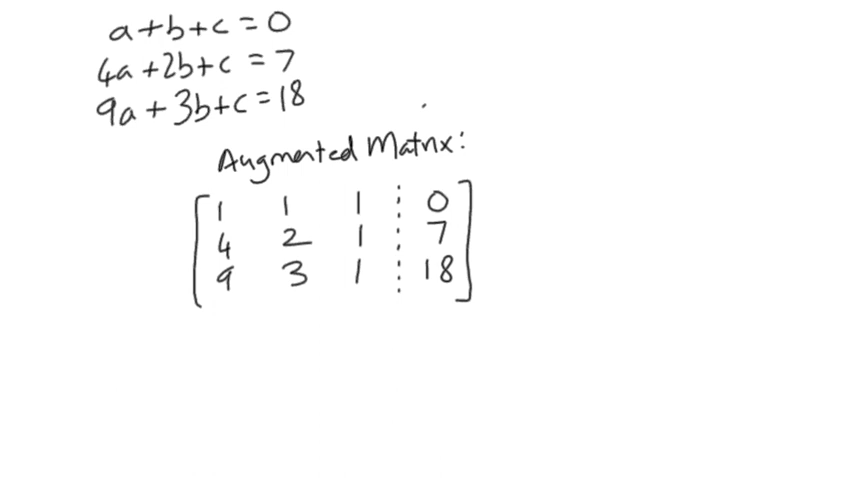 a+b+c=0
4a+2b+c=7
9a+3b+c=18
Augmented Matrix:
1 1 1 0
4 2 1 7
9 3 1 18